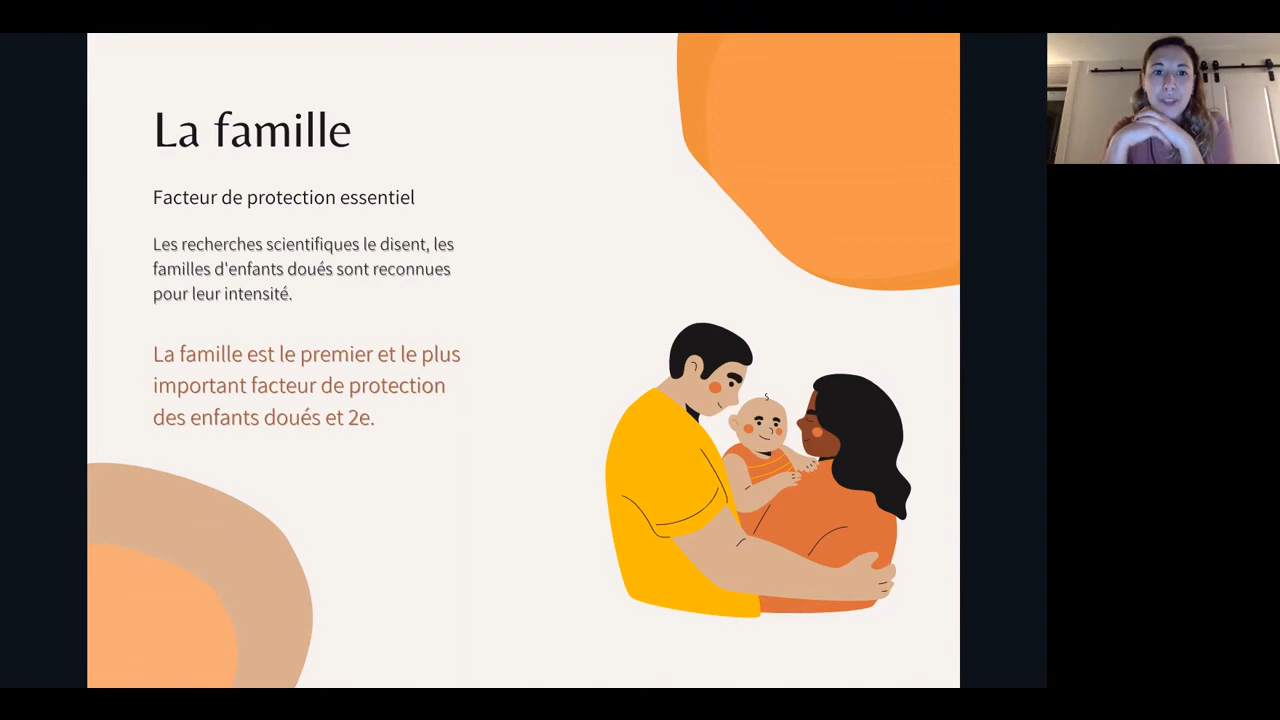 La famille
Facteur de protection essentiel
Les recherches scientifiques le disent, les
familles d'enfants doués sont reconnues
pour leur intensité.
La famille est le premier et le plus
important facteur de protection
des enfants doués et 2e.